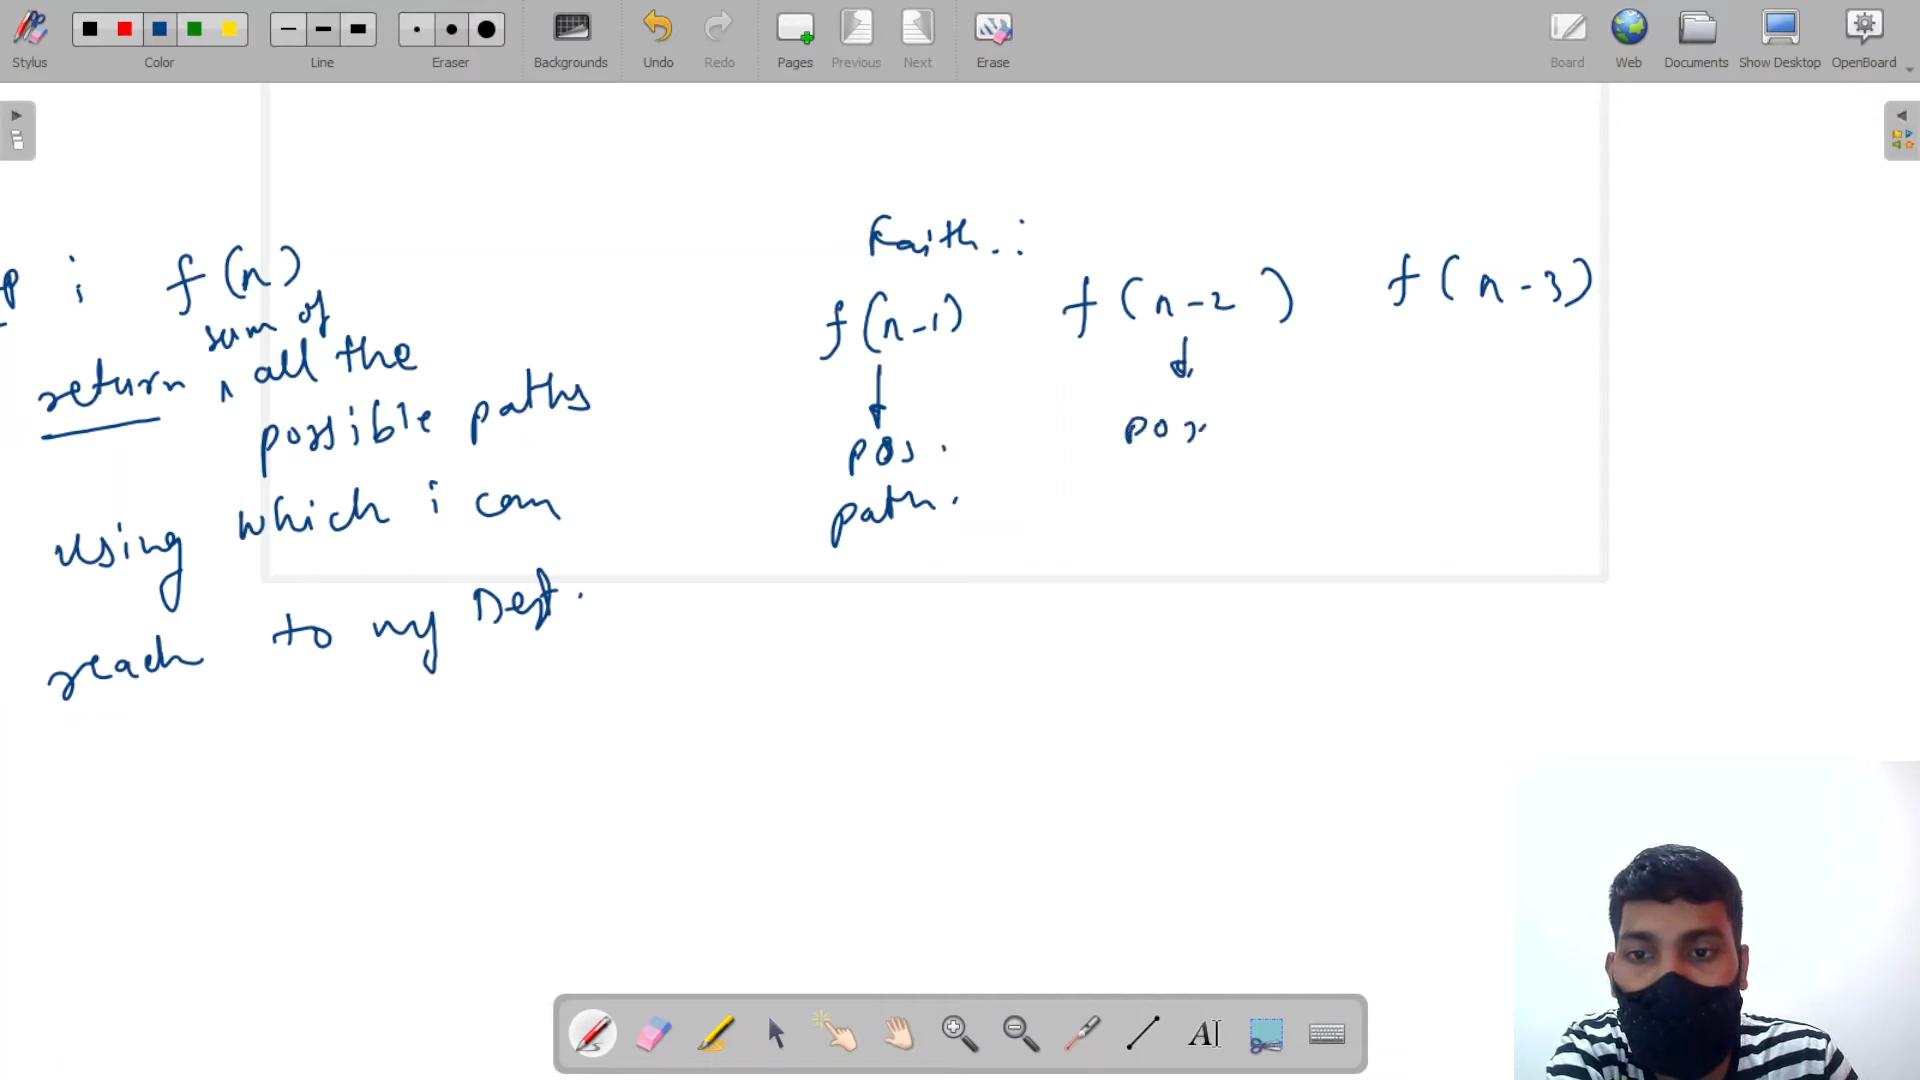 Stylus
Color
Line
Eraser
Backgrounds
Undo
Redo
Pages
Previous
Next
Erase
Board
Web
Documents
Show Desktop
OpenBoard
p : f(n)
sum of
return ∧ all the
possible paths
using which i can
reach to my Dest.
Faith.:
f(n-1) f(n-2) f(n-3)
pos.
path.
pos